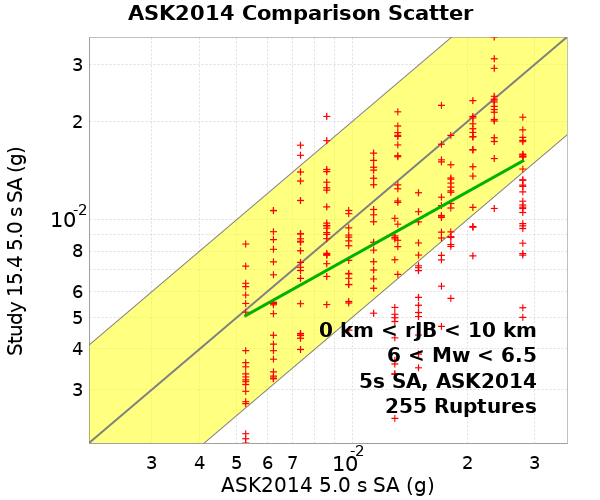 ASK2014 Comparison Scatter
Study 15.4 5.0 s SA (g)
3
2
10-2
8
6
5
4
3
0 km < rJB < 10 km
6 < Mw < 6.5
5s SA, ASK2014
255 Ruptures
3 4 5 6 7 10-2 2 3
ASK2014 5.0 s SA (g)